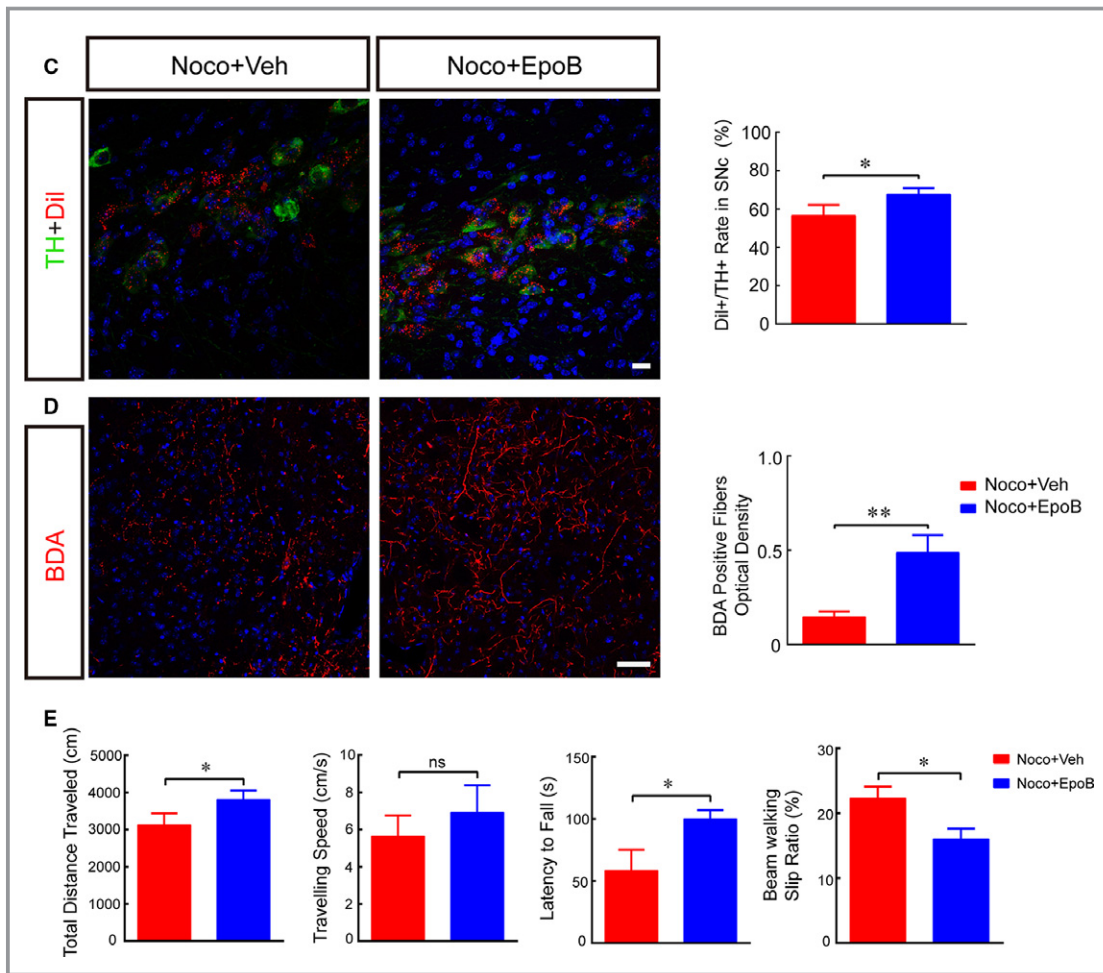 C
Noco+Veh
Noco+EpoB
TH+Dil
Dil+/TH+ Rate in SNc (%)
100
80
60
40
20
0
*
D
BDA
BDA Positive Fibers
Optical Density
1.0
0.5
0
**
Noco+Veh
Noco+EpoB
E
Total Distance Traveled (cm)
5000
4000
3000
2000
1000
0
*
Travelling Speed (cm/s)
10
8
6
4
2
0
ns
Latency to Fall (s)
150
100
50
0
*
Beam walking
Slip Ratio (%)
30
20
10
0
*
Noco+Veh
Noco+EpoB